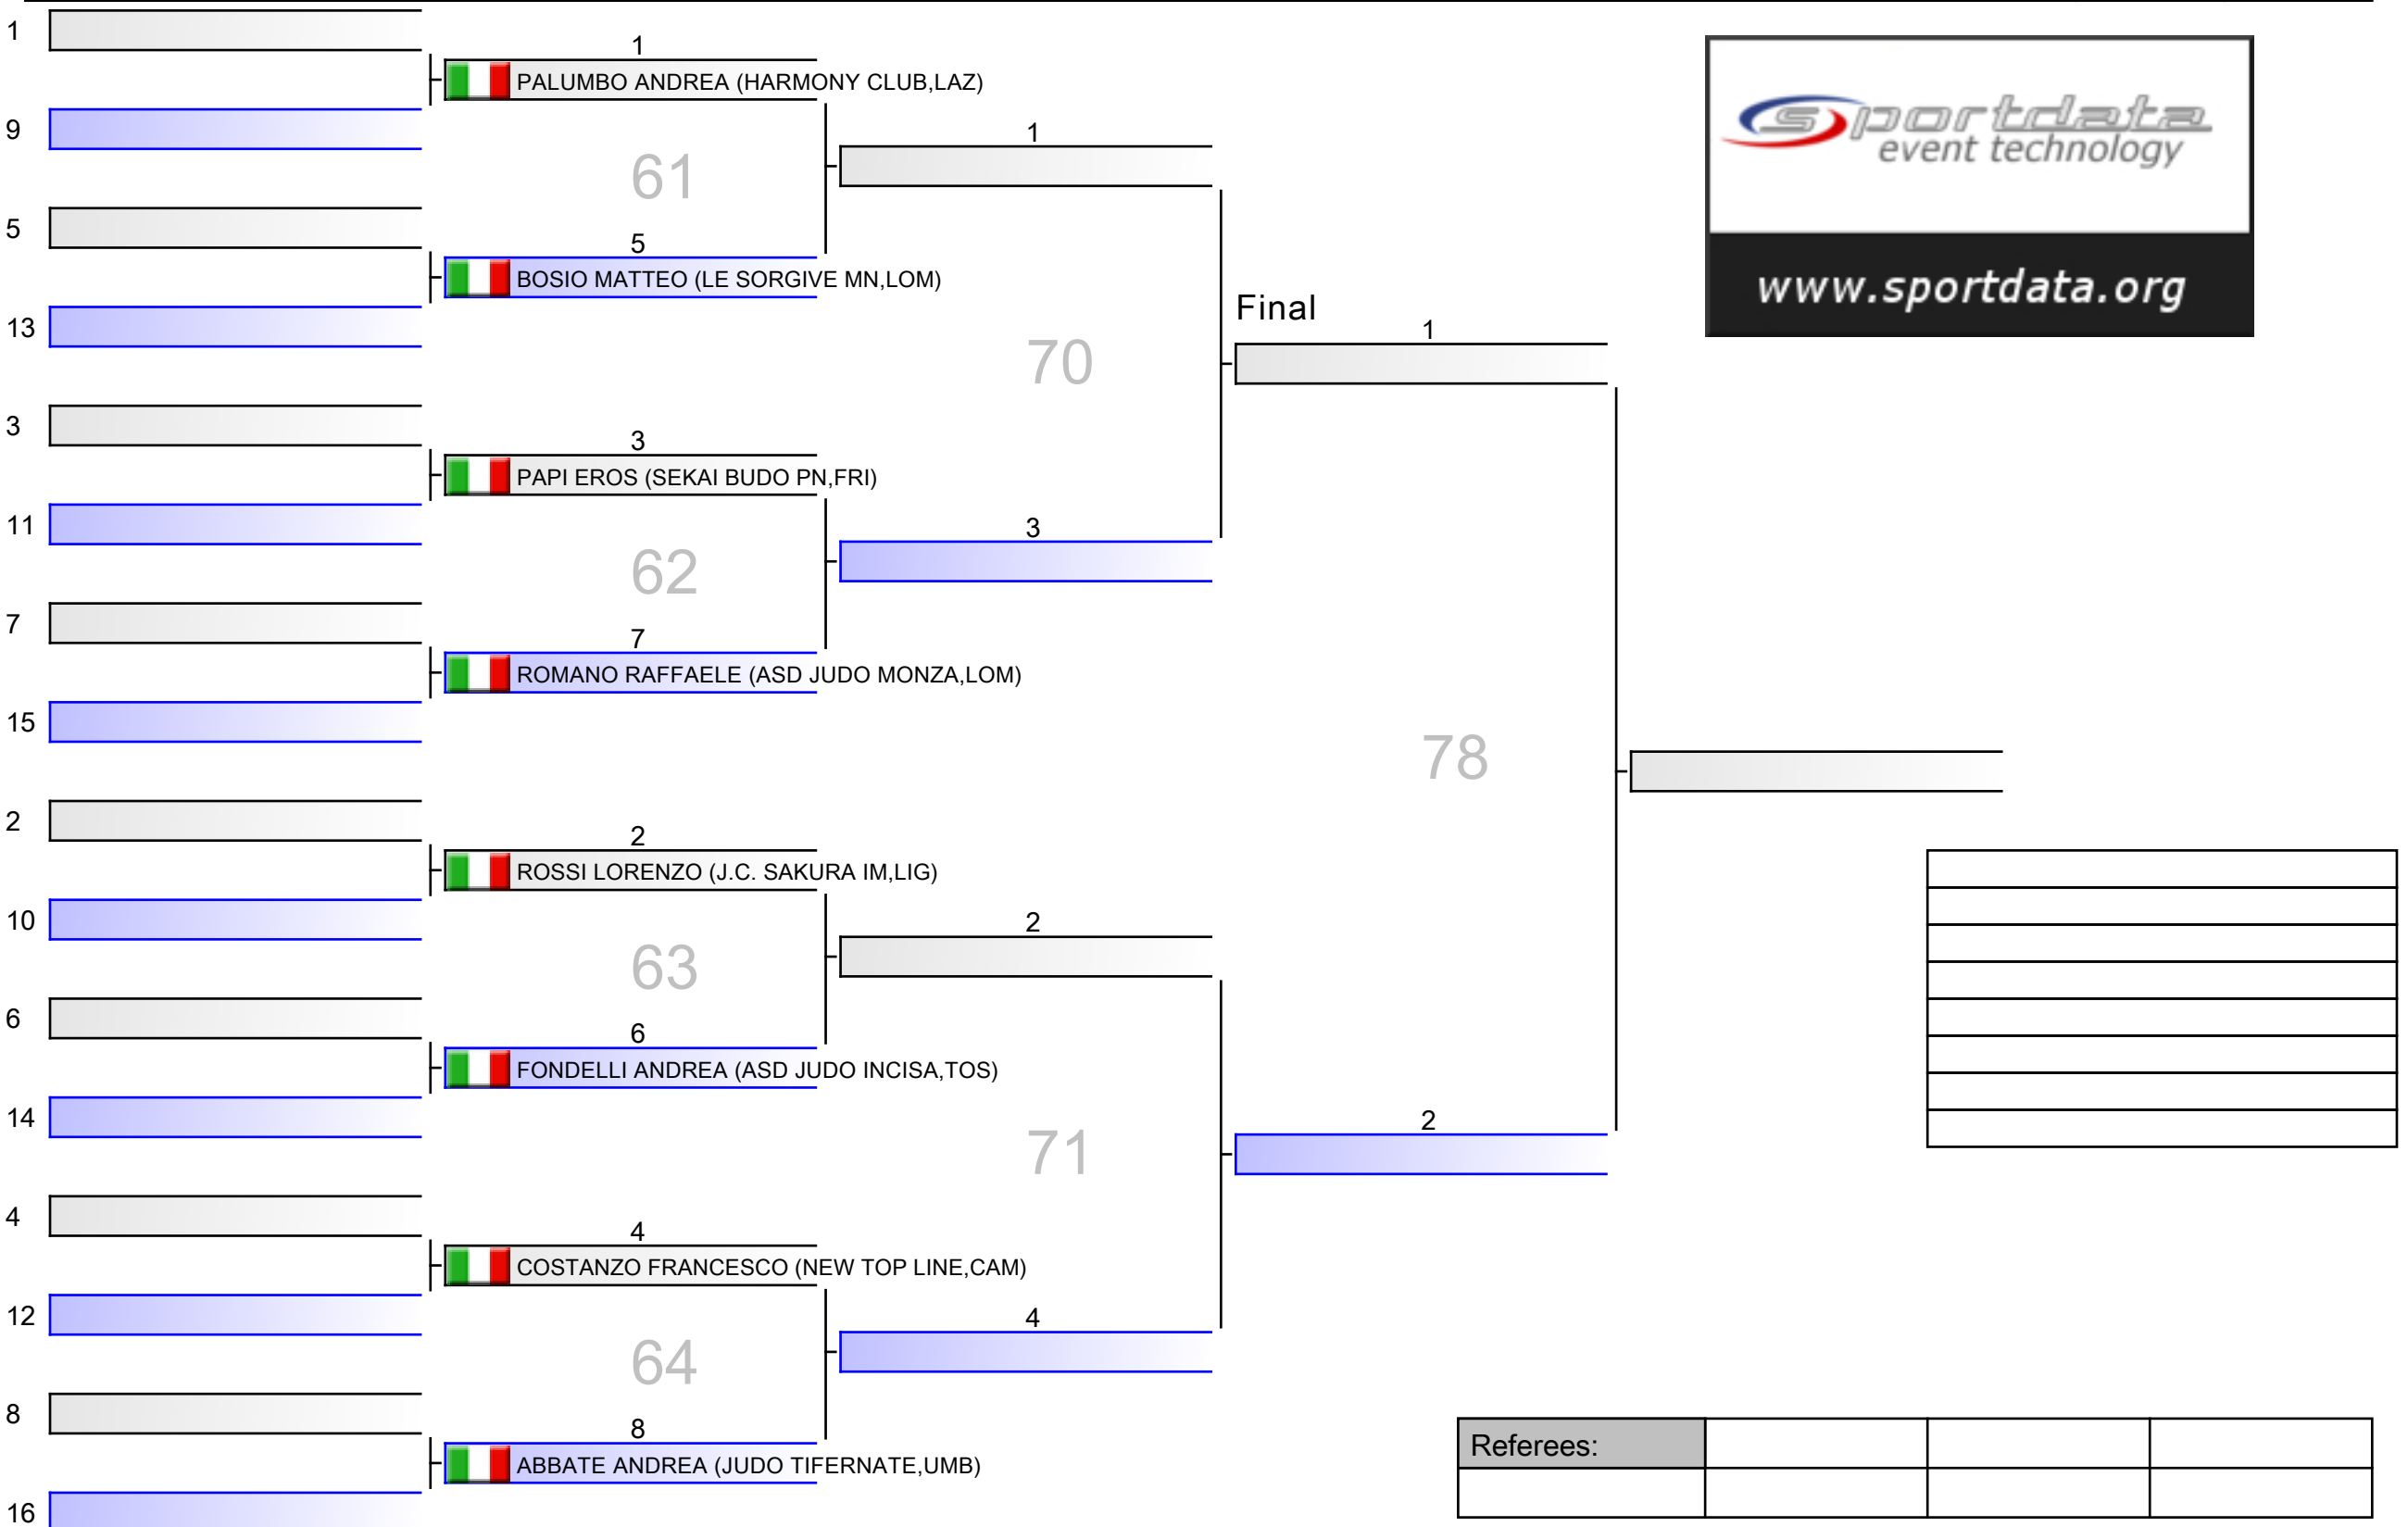 1
1
PALUMBO ANDREA (HARMONY CLUB,LAZ)
9
61
1
5
5
BOSIO MATTEO (LE SORGIVE MN,LOM)
13
70
Final
1
3
3
PAPI EROS (SEKAI BUDO PN,FRI)
11
62
3
7
7
ROMANO RAFFAELE (ASD JUDO MONZA,LOM)
15
78
2
2
ROSSI LORENZO (J.C. SAKURA IM,LIG)
10
63
2
6
6
FONDELLI ANDREA (ASD JUDO INCISA,TOS)
14
71
2
4
4
COSTANZO FRANCESCO (NEW TOP LINE,CAM)
12
64
4
8
8
ABBATE ANDREA (JUDO TIFERNATE,UMB)
16
sportdata
event technology
www.sportdata.org
Referees: